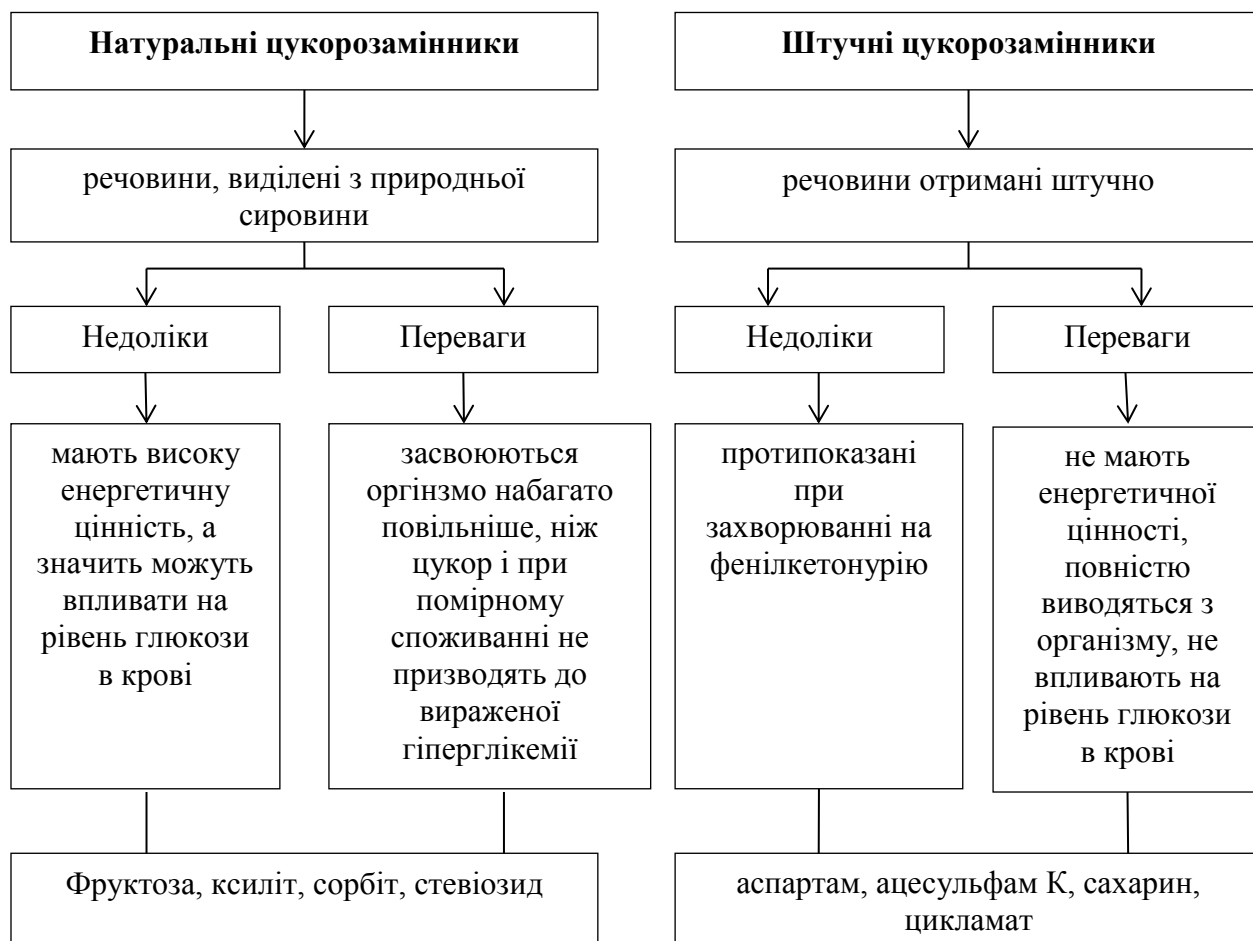 Натуральні цукорозамінники
Штучні цукорозамінники
речовини, виділені з природньої
сировини
речовини отримані штучно
Недоліки
Переваги
Недоліки
Переваги
мають високу
енергетичну
цінність, а
значить можуть
впливати на
рівень глюкози
в крові
засвоюються
оргінзмо набагато
повільніше, ніж
цукор і при
помірному
споживанні не
призводять до
вираженої
гіперглікемії
протипоказані
при
захворюванні на
фенілкетонурію
не мають
енергетичної
цінності,
повністю
виводяться з
організму, не
впливають на
рівень глюкози
в крові
Фруктоза, ксиліт, сорбіт, стевіозид
аспартам, ацесульфам К, сахарин,
цикламат